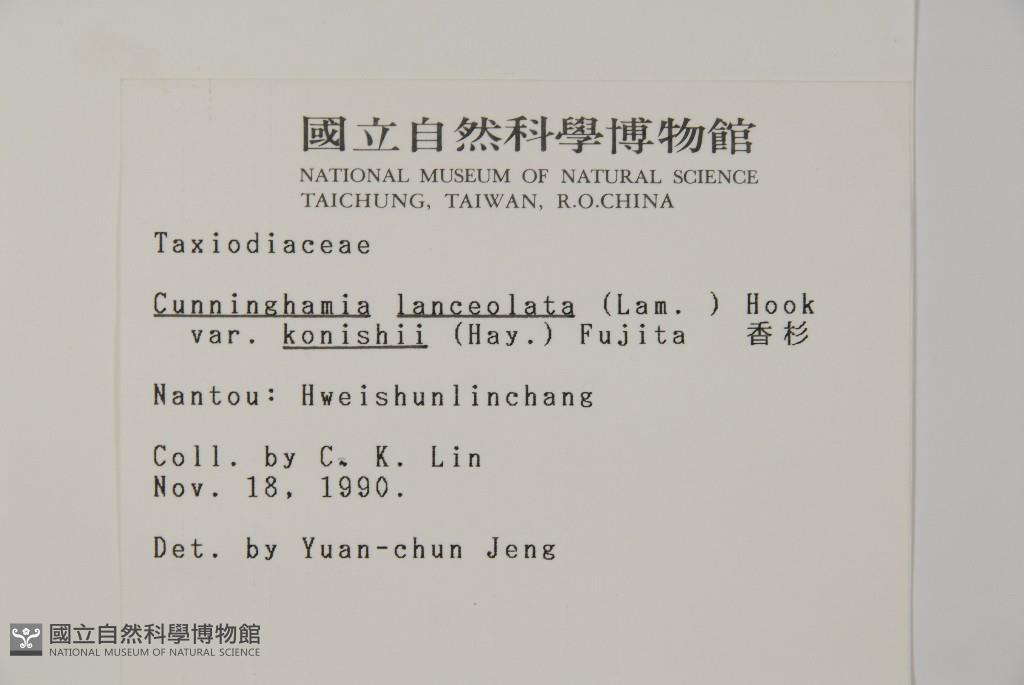 國立自然科學博物館
NATIONAL MUSEUM OF NATURAL SCIENCE
TAICHUNG, TAIWAN, R.O.CHINA
Taxiodiaceae
Cunninghamia lanceolata (Lam. ) Hook
var. konishii (Hay.) Fujita 香杉
Nantou: Hweishunlinchang
Coll. by C. K. Lin
Nov. 18, 1990.
Det. by Yuan-chun Jeng
國立自然科學博物館
NATIONAL MUSEUM OF NATURAL SCIENCE